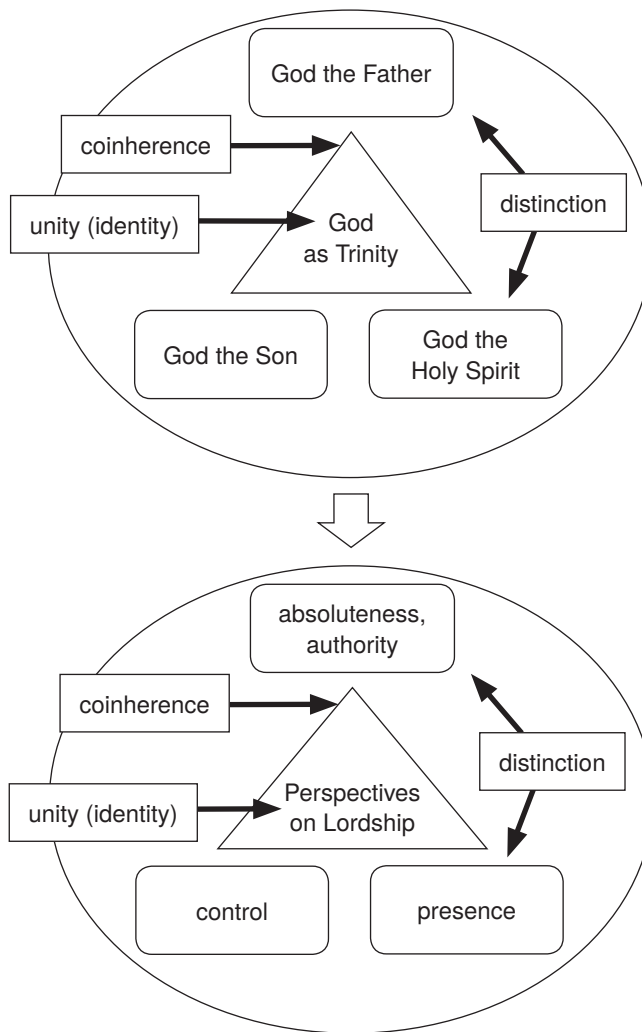 God the Father
coinherence
unity (identity)
distinction
God
as Trinity
God the Son
God the
Holy Spirit
absoluteness,
authority
coinherence
distinction
unity (identity)
Perspectives
on Lordship
control
presence